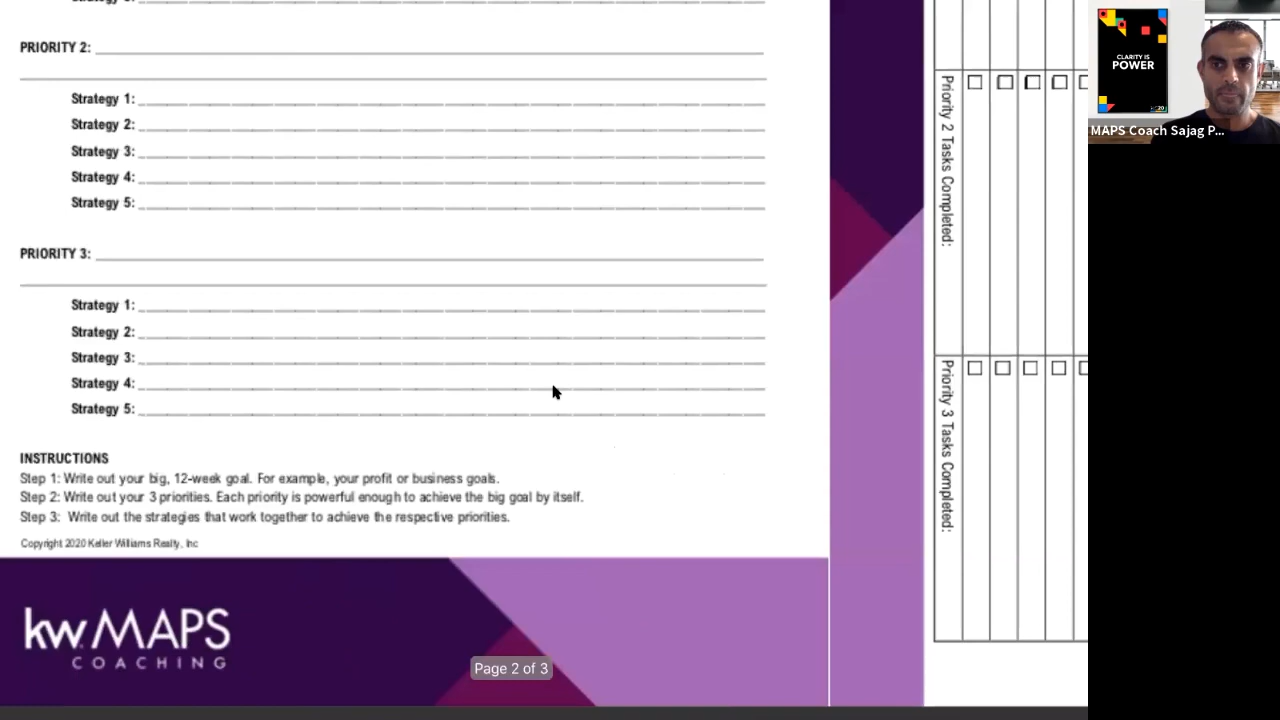 PRIORITY 2:
Strategy 1:
Strategy 2:
Strategy 3:
Strategy 4:
Strategy 5:
PRIORITY 3:
Strategy 1:
Strategy 2:
Strategy 3:
Strategy 4:
Strategy 5:
INSTRUCTIONS
Step 1: Write out your big, 12-week goal. For example, your profit or business goals.
Step 2: Write out your 3 priorities. Each priority is powerful enough to achieve the big goal by itself.
Step 3: Write out the strategies that work together to achieve the respective priorities.
Copyright 2020 Keller Williams Realty, Inc
kw MAPS
COACHING
Page 2 of 3
Priority 2 Tasks Completed:
Priority 3 Tasks Completed:
CLARITY IS
POWER
MAPS Coach Sajag P...